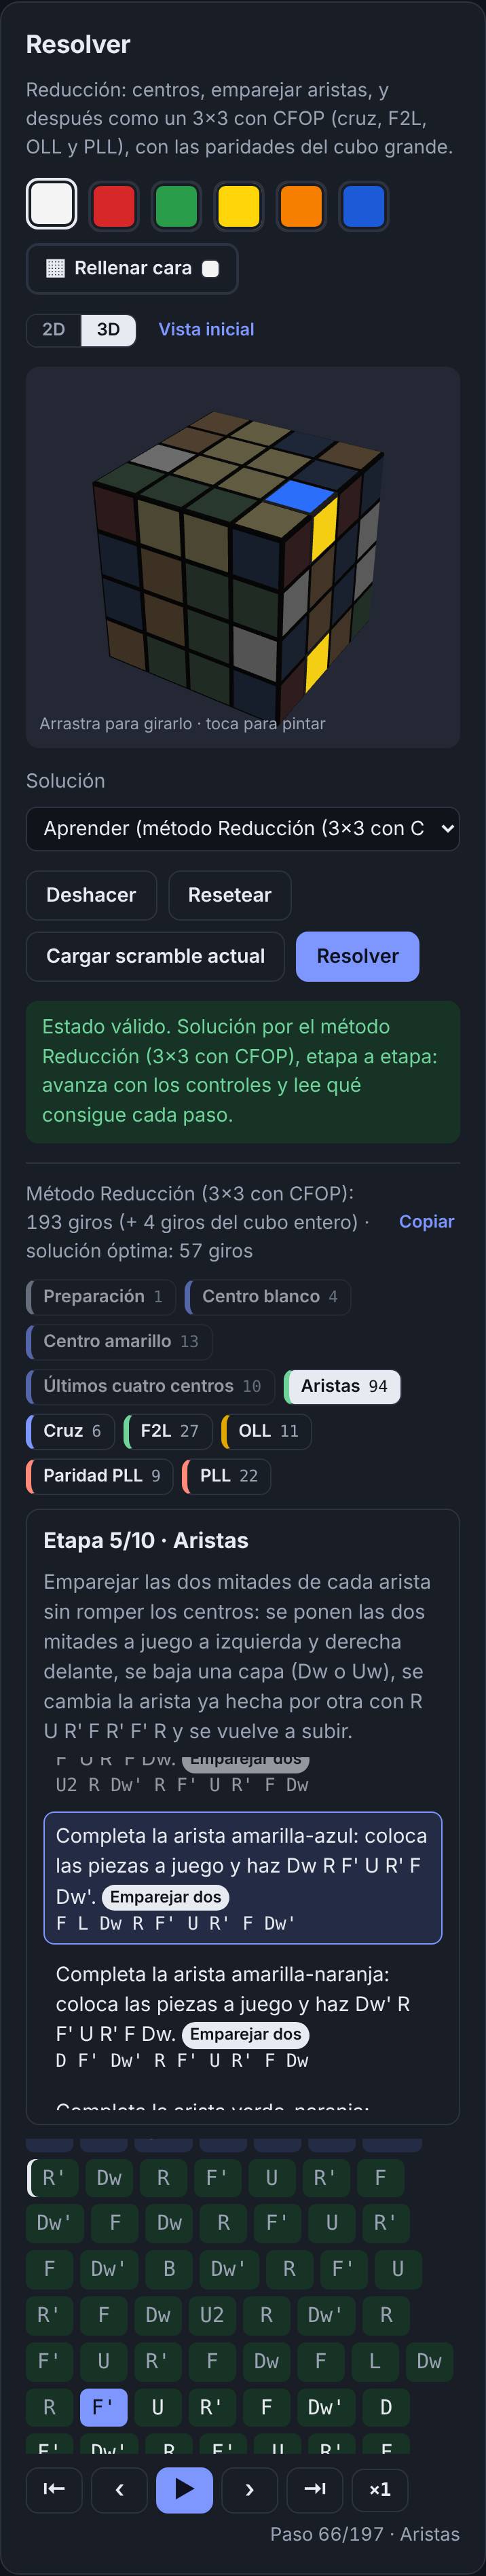 Resolver
Reducción: centros, emparejar aristas, y
después como un 3×3 con CFOP (cruz, F2L,
OLL y PLL), con las paridades del cubo grande.
Rellenar cara
2D 3D Vista inicial
Arrastra para girarlo · toca para pintar
Solución
Aprender (método Reducción (3×3 con C
Deshacer Resetear
Cargar scramble actual Resolver
Estado válido. Solución por el método
Reducción (3×3 con CFOP), etapa a etapa:
avanza con los controles y lee qué
consigue cada paso.
Método Reducción (3×3 con CFOP):
193 giros (+ 4 giros del cubo entero) ·
solución óptima: 57 giros
Copiar
Preparación 1 Centro blanco 4
Centro amarillo 13
Últimos cuatro centros 10 Aristas 94
Cruz 6 F2L 27 OLL 11
Paridad PLL 9 PLL 22
Etapa 5/10 · Aristas
Emparejar las dos mitades de cada arista
sin romper los centros: se ponen las dos
mitades a juego a izquierda y derecha
delante, se baja una capa (Dw o Uw), se
cambia la arista ya hecha por otra con R
U R' F R' F' R y se vuelve a subir.
F' U R' F Dw. Emparejar dos
U2 R Dw' R F' U R' F Dw
Completa la arista amarilla-azul: coloca
las piezas a juego y haz Dw R F' U R' F
Dw'. Emparejar dos
F L Dw R F' U R' F Dw'
Completa la arista amarilla-naranja:
coloca las piezas a juego y haz Dw' R
F' U R' F Dw. Emparejar dos
D F' Dw' R F' U R' F Dw
Completa la arista verde-naranja:
R' Dw R F' U R' F
Dw' F Dw R F' U R'
F Dw' B Dw' R F' U
R' F Dw U2 R Dw' R
F' U R' F Dw F L Dw
R F' U R' F Dw' D
F' Dw' R F' U R' F
×1
Paso 66/197 · Aristas